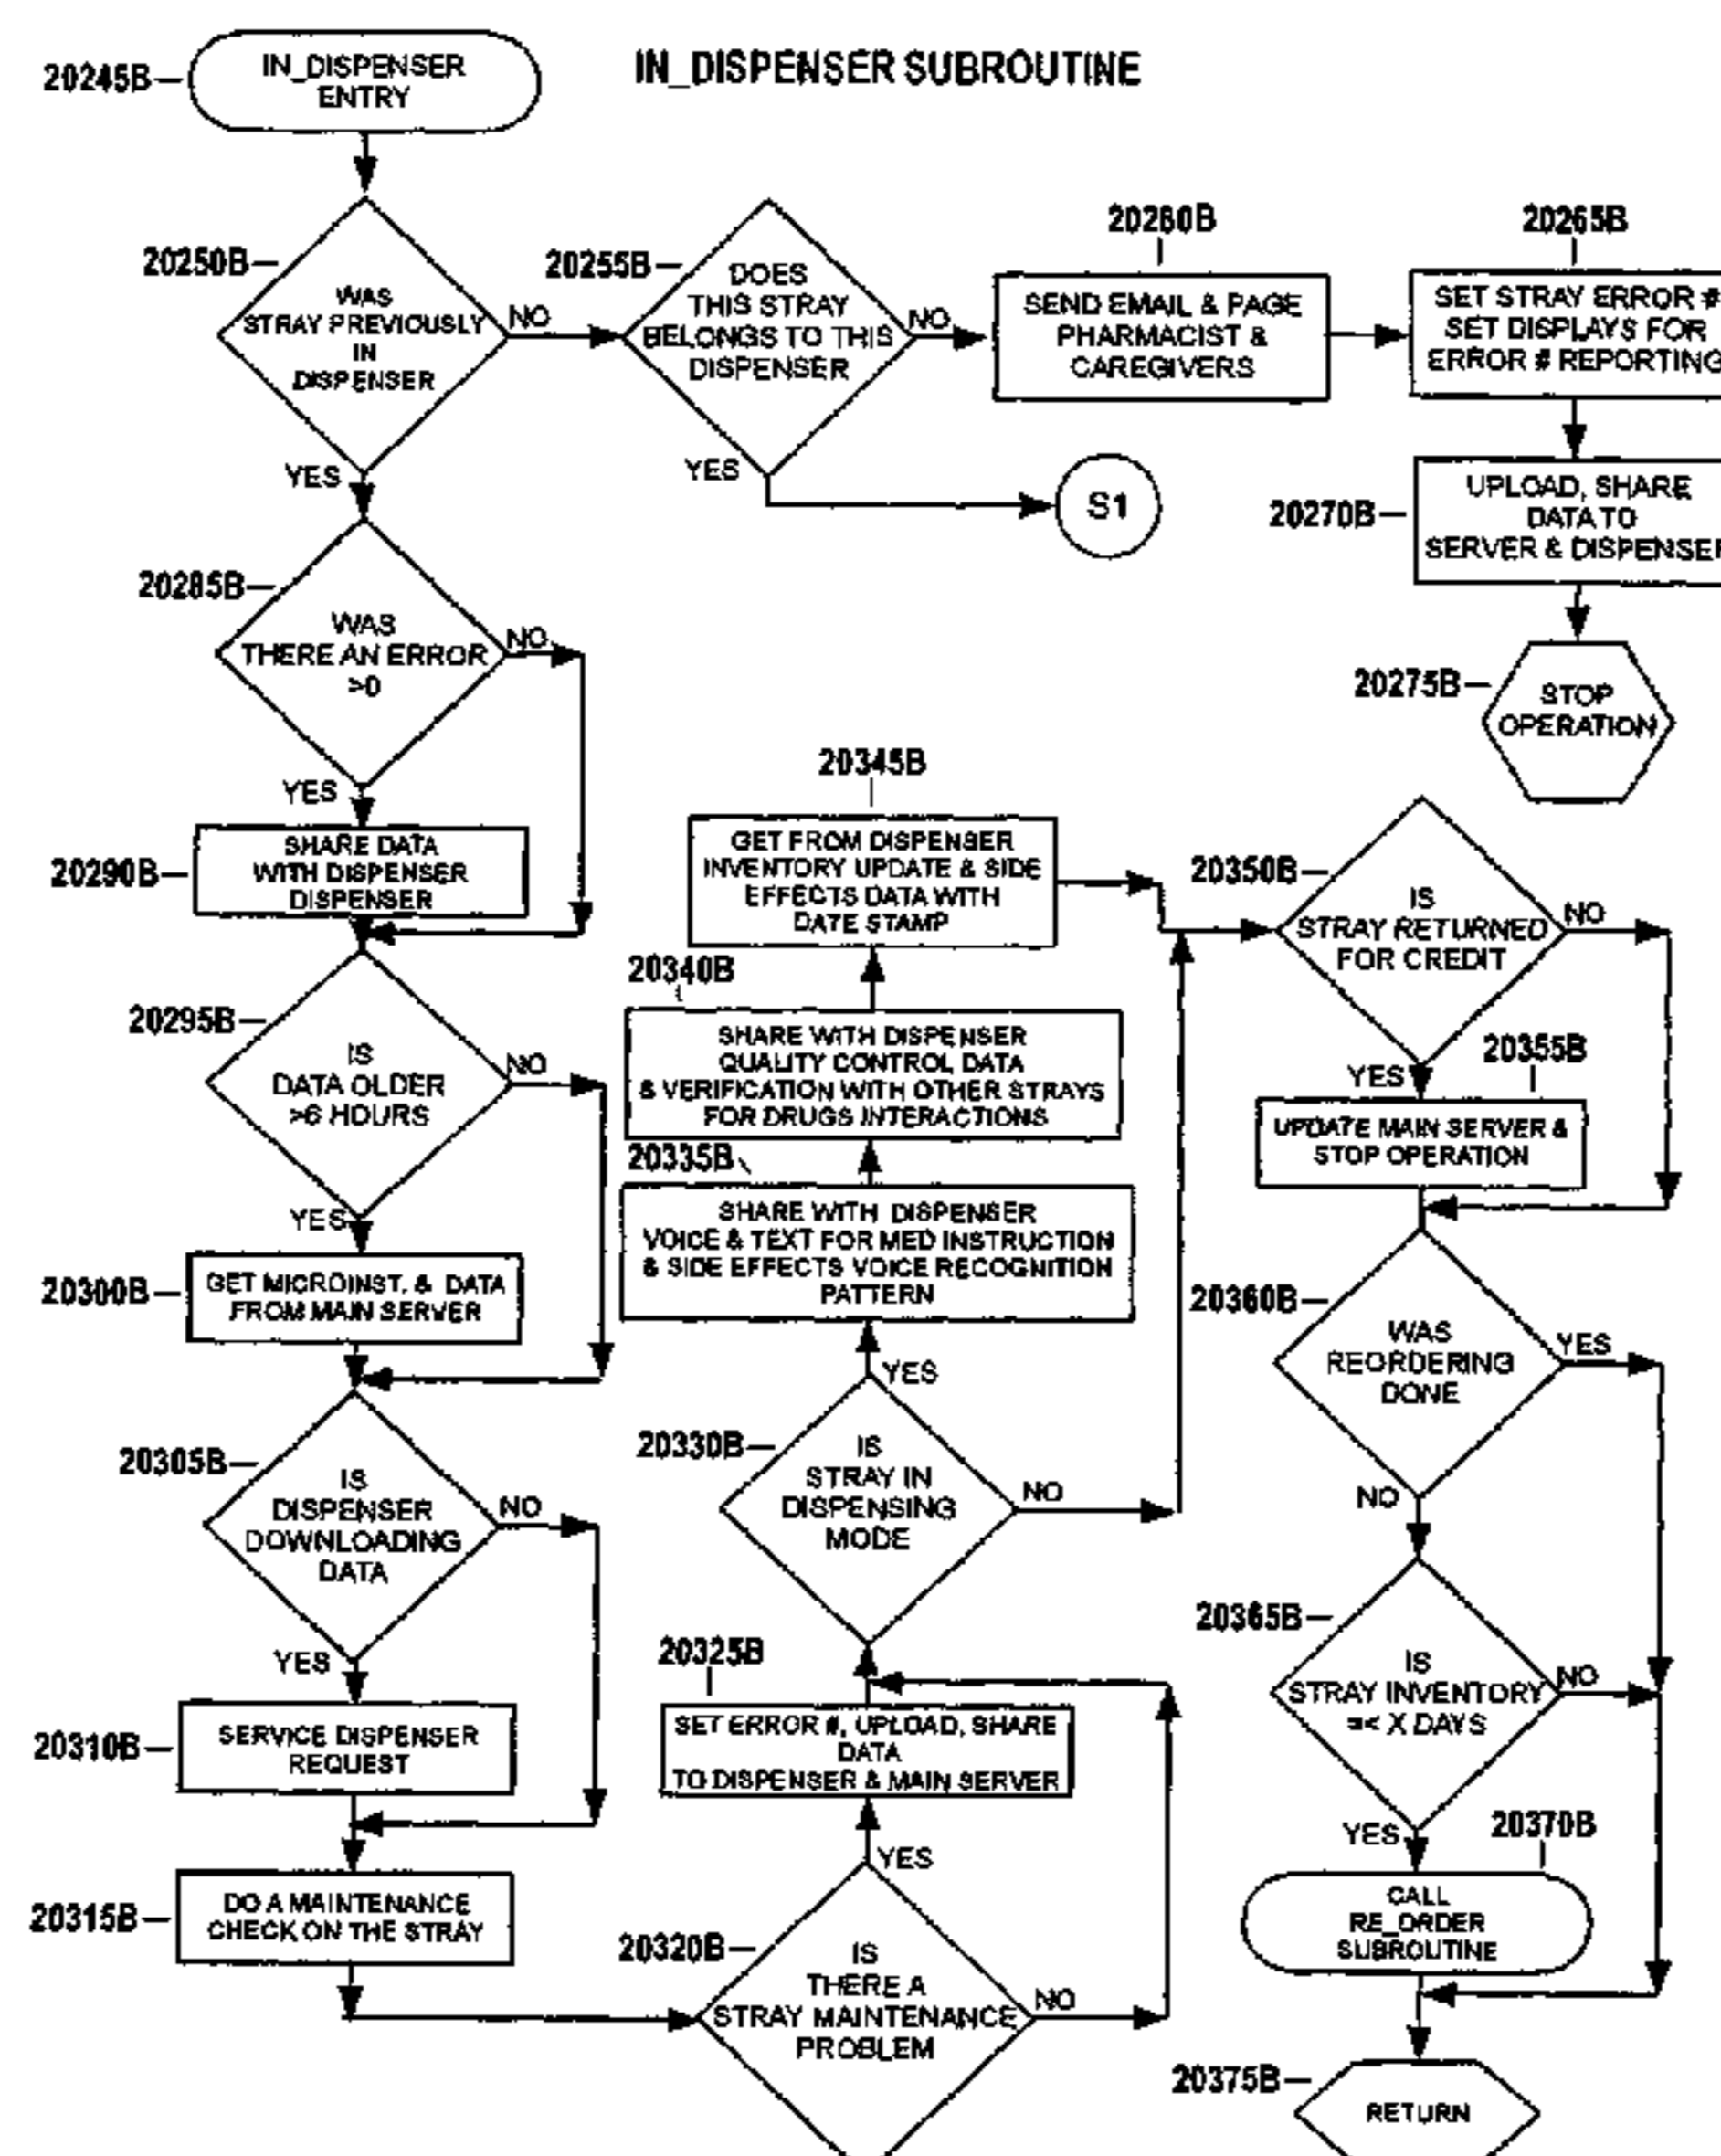 IN_DISPENSER SUBROUTINE
20245B
IN_DISPENSER
ENTRY
20250B
WAS
STRAY PREVIOUSLY
IN
DISPENSER
NO
YES
20255B
DOES
THIS STRAY
BELONGS TO THIS
DISPENSER
NO
YES
S1
20260B
SEND EMAIL & PAGE
PHARMACIST &
CAREGIVERS
20265B
SET STRAY ERROR #
SET DISPLAYS FOR
ERROR # REPORTING
20270B
UPLOAD, SHARE
DATA TO
SERVER & DISPENSER
20275B
STOP
OPERATION
20285B
WAS
THERE AN ERROR
>0
NO
YES
20290B
SHARE DATA
WITH DISPENSER
DISPENSER
20295B
IS
DATA OLDER
>6 HOURS
NO
YES
20300B
GET MICROINST. & DATA
FROM MAIN SERVER
20305B
IS
DISPENSER
DOWNLOADING
DATA
NO
YES
20310B
SERVICE DISPENSER
REQUEST
20315B
DO A MAINTENANCE
CHECK ON THE STRAY
20320B
IS
THERE A
STRAY MAINTENANCE
PROBLEM
NO
YES
20325B
SET ERROR #, UPLOAD, SHARE
DATA
TO DISPENSER & MAIN SERVER
20330B
IS
STRAY IN
DISPENSING
MODE
NO
YES
20335B
SHARE WITH DISPENSER
VOICE & TEXT FOR MED INSTRUCTION
& SIDE EFFECTS VOICE RECOGNITION
PATTERN
20340B
SHARE WITH DISPENSER
QUALITY CONTROL DATA
& VERIFICATION WITH OTHER STRAYS
FOR DRUGS INTERACTIONS
20345B
GET FROM DISPENSER
INVENTORY UPDATE & SIDE
EFFECTS DATA WITH
DATE STAMP
20350B
IS
STRAY RETURNED
FOR CREDIT
NO
YES
20355B
UPDATE MAIN SERVER &
STOP OPERATION
20360B
WAS
REORDERING
DONE
YES
NO
20365B
IS
STRAY INVENTORY
=< X DAYS
NO
YES
20370B
CALL
RE_ORDER
SUBROUTINE
20375B
RETURN